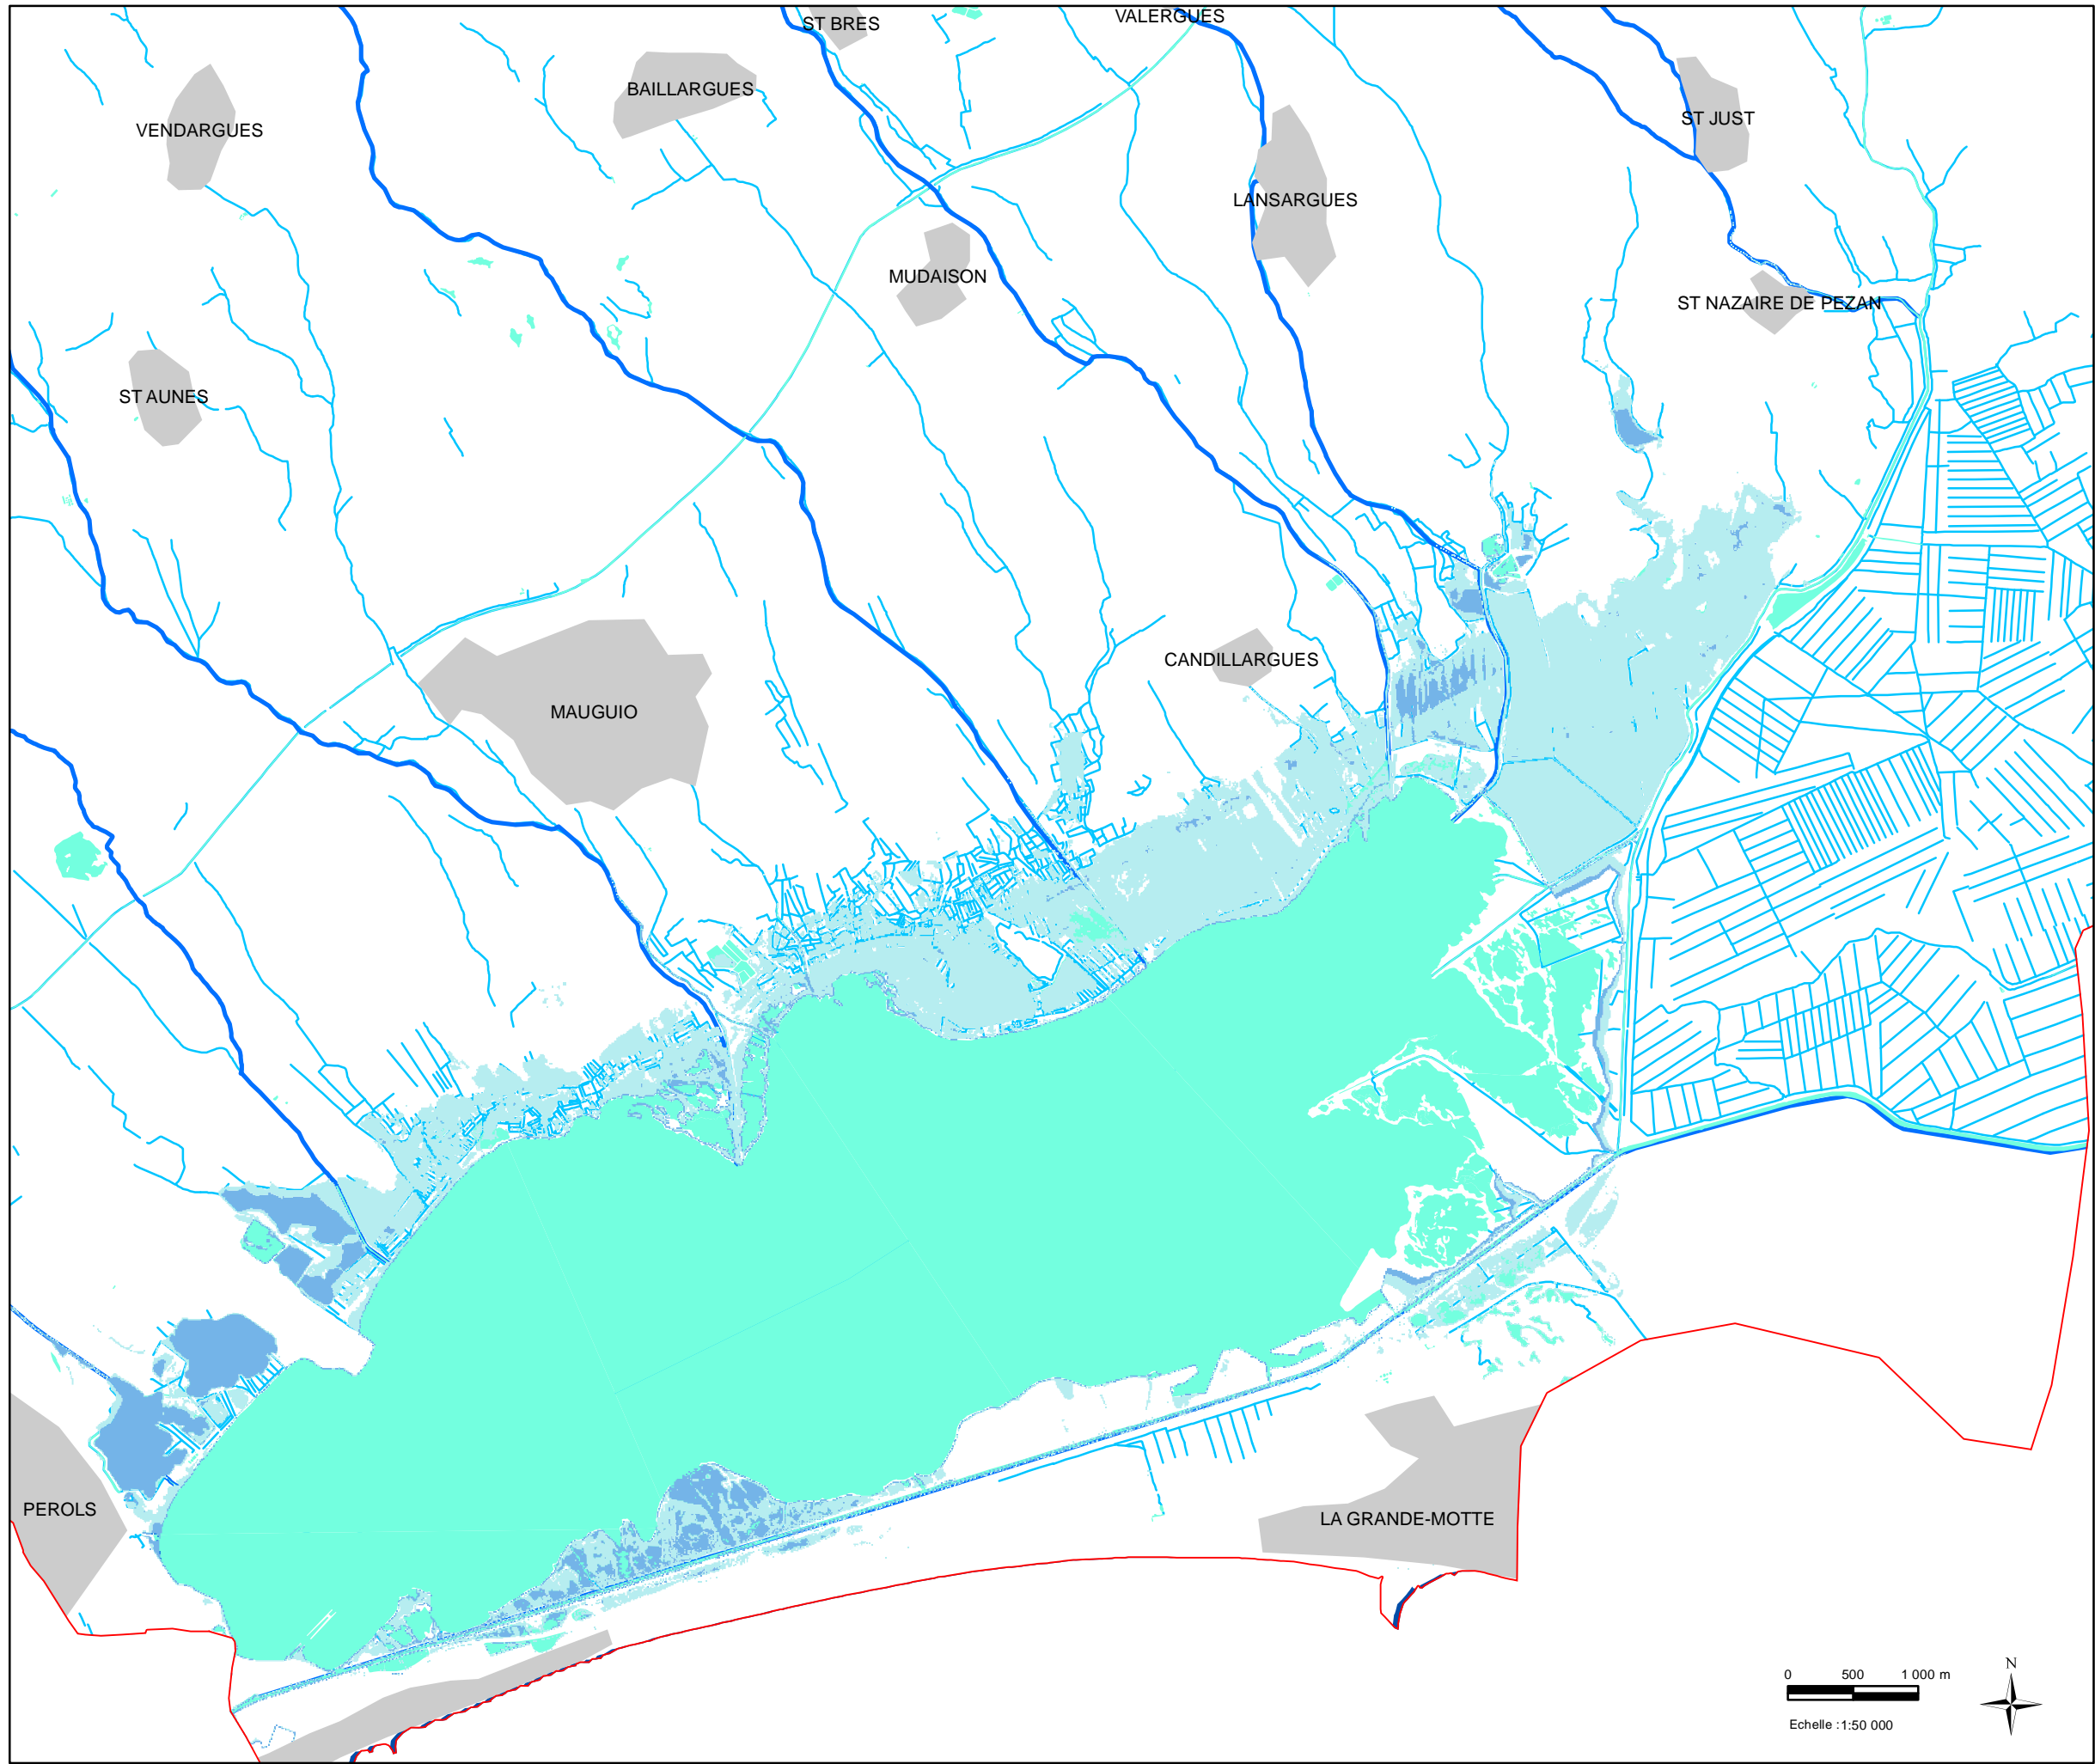 VALERGUES
ST BRES
BAILLARGUES
ST JUST
VENDARGUES
LANSARGUES
MUDAISON
ST NAZAIRE DE PEZAN
ST AUNES
CANDILLARGUES
MAUGUIO
PEROLS
LA GRANDE-MOTTE
N
0 500 1 000 m
Echelle :1:50 000